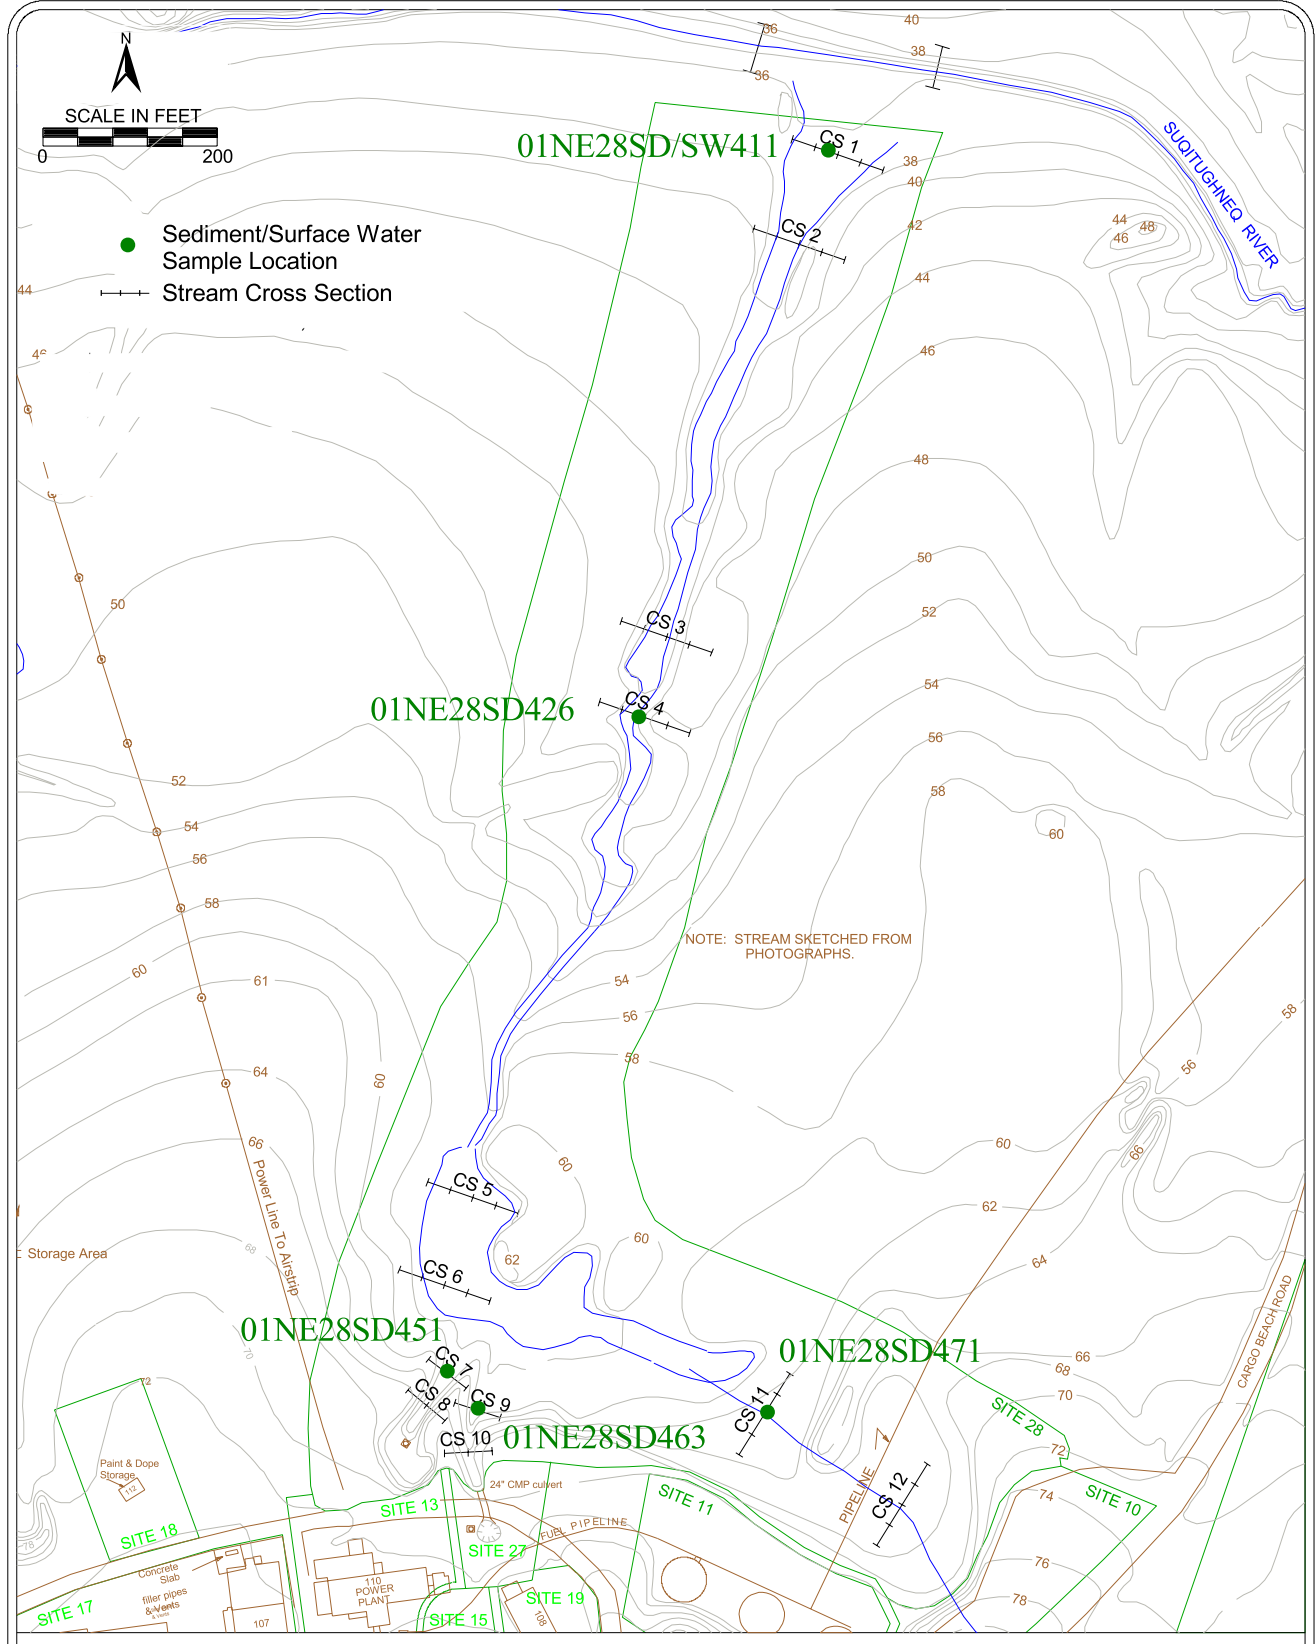 40
36
38
N
36
SCALE IN FEET
0 200
SUQITUGHNEQ RIVER
01NE28SD/SW411
CS 1
38
40
Sediment/Surface Water
Sample Location
CS 2
42
44
48
46
44
Stream Cross Section
44
46
48
50
50
52
CS 3
54
CS 4
01NE28SD426
56
52
58
54
60
56
58
NOTE: STREAM SKETCHED FROM
PHOTOGRAPHS.
60
61
54
56
58
58
56
64
60
66
60
60
66
Power Line To Airstrip
CS 5
62
60
68
Storage Area
62
64
CS 6
CARGO BEACH ROAD
01NE28SD451
70
01NE28SD471
66
68
70
CS 7
72
CS 8
CS 9
CS 11
SITE 28
01NE28SD463
CS 10
72
Paint & Dope
Storage
112
24" CMP culvert
PIPELINE
CS 12
74
SITE 10
SITE 11
SITE 13
SITE 18
78
FUEL PIPELINE
SITE 27
76
Concrete
Slab
110
POWER
PLANT
filler pipes
& Vents
SITE 17
107
SITE 15
SITE 19
108
78